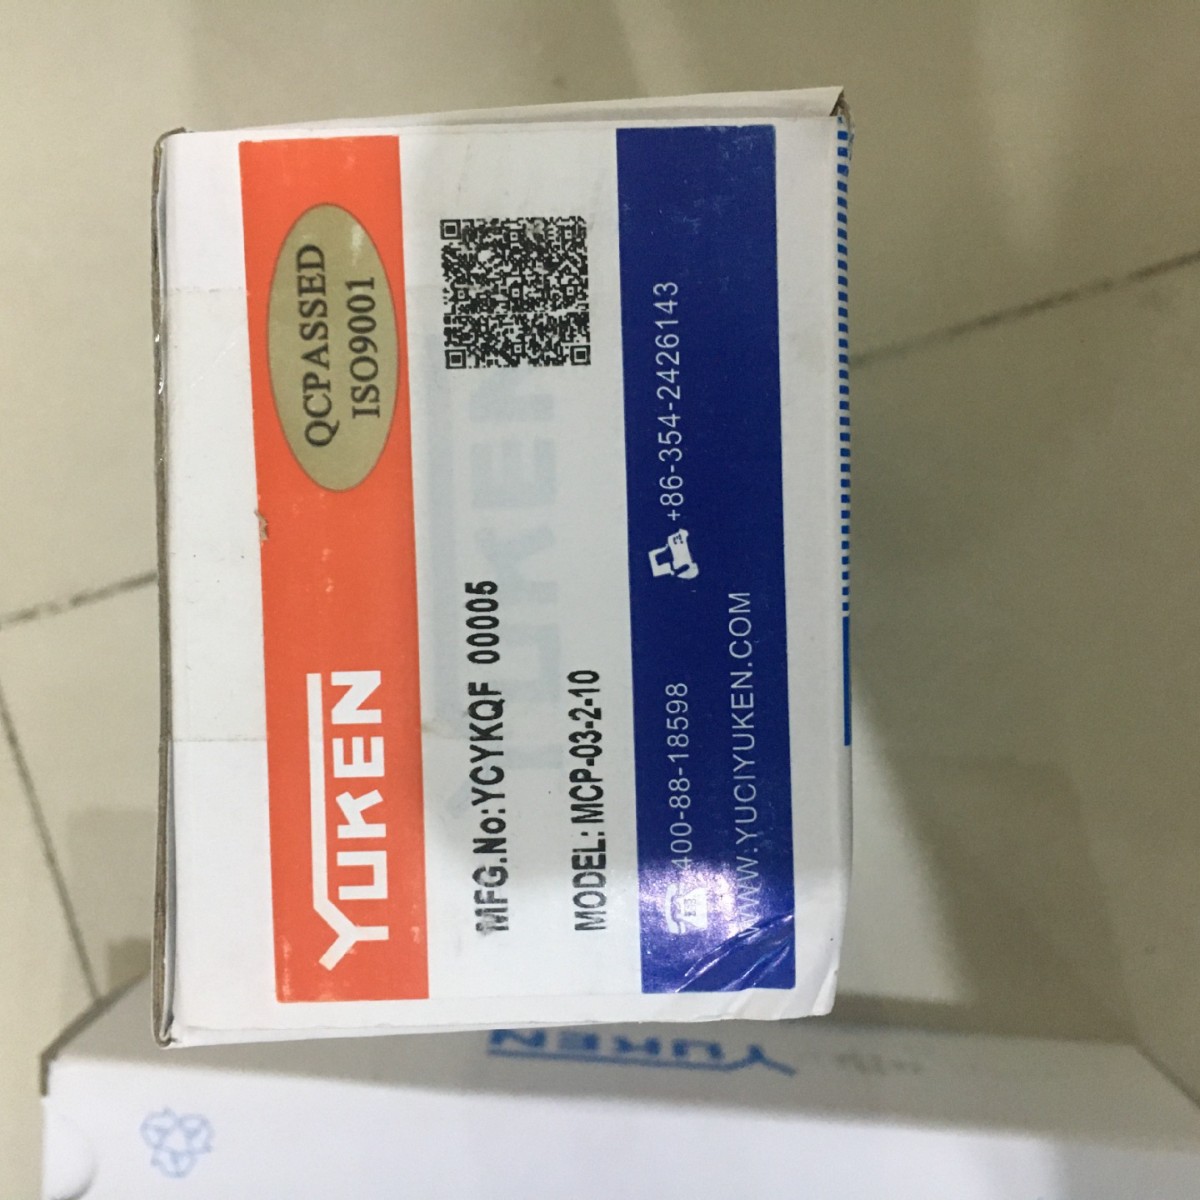 YUKEN
QCPASSED
ISO9001
MFG.No:YCYKQF 00005
MODEL: MCP-03-2-10
400-88-18598
+86-354-2426143
WWW.YUCIYUKEN.COM
YUKEN
YUKEN